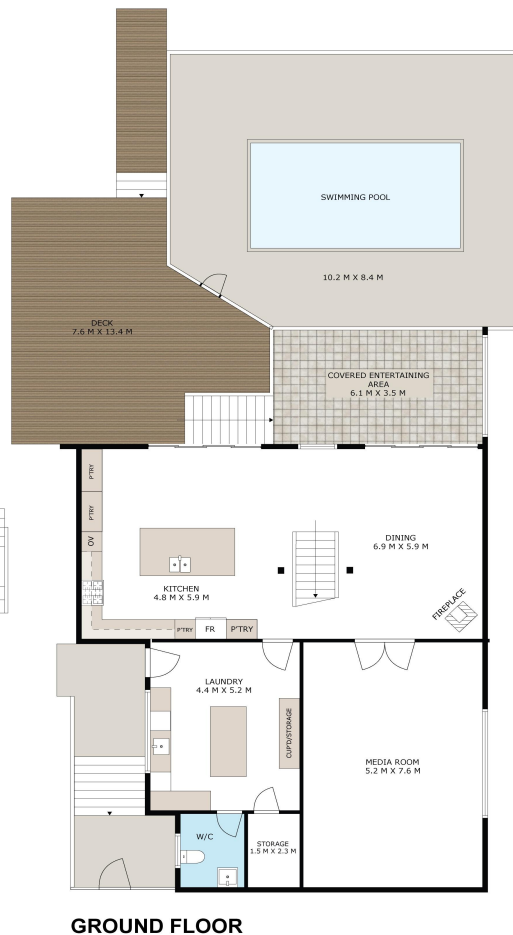 SWIMMING POOL
10.2 M X 8.4 M
DECK
7.6 M X 13.4 M
COVERED ENTERTAINING
AREA
6.1 M X 3.5 M
P'TRY
P'TRY
OV
DINING
6.9 M X 5.9 M
KITCHEN
4.8 M X 5.9 M
FIREPLACE
P'TRY
FR
P'TRY
LAUNDRY
4.4 M X 5.2 M
CUP'D/STORAGE
MEDIA ROOM
5.2 M X 7.6 M
W/C
STORAGE
1.5 M X 2.3 M
GROUND FLOOR